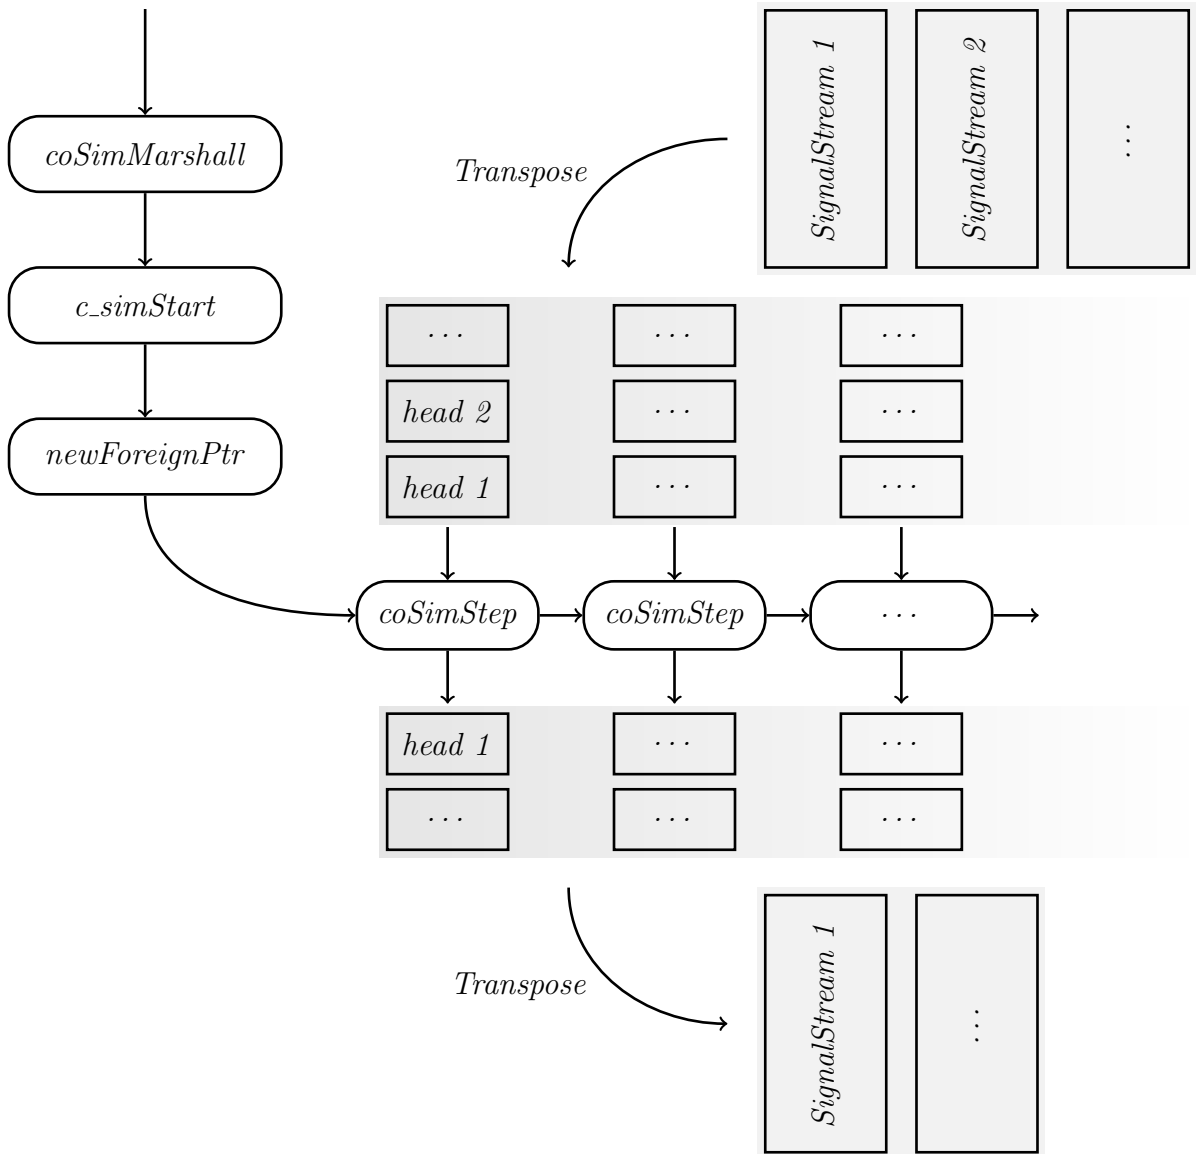 SignalStream 1
SignalStream 2
...
coSimMarshall
Transpose
c_simStart
... ... ...
head 2 ... ...
newForeignPtr
head 1 ... ...
coSimStep coSimStep ...
head 1 ... ...
... ... ...
Transpose
SignalStream 1
...